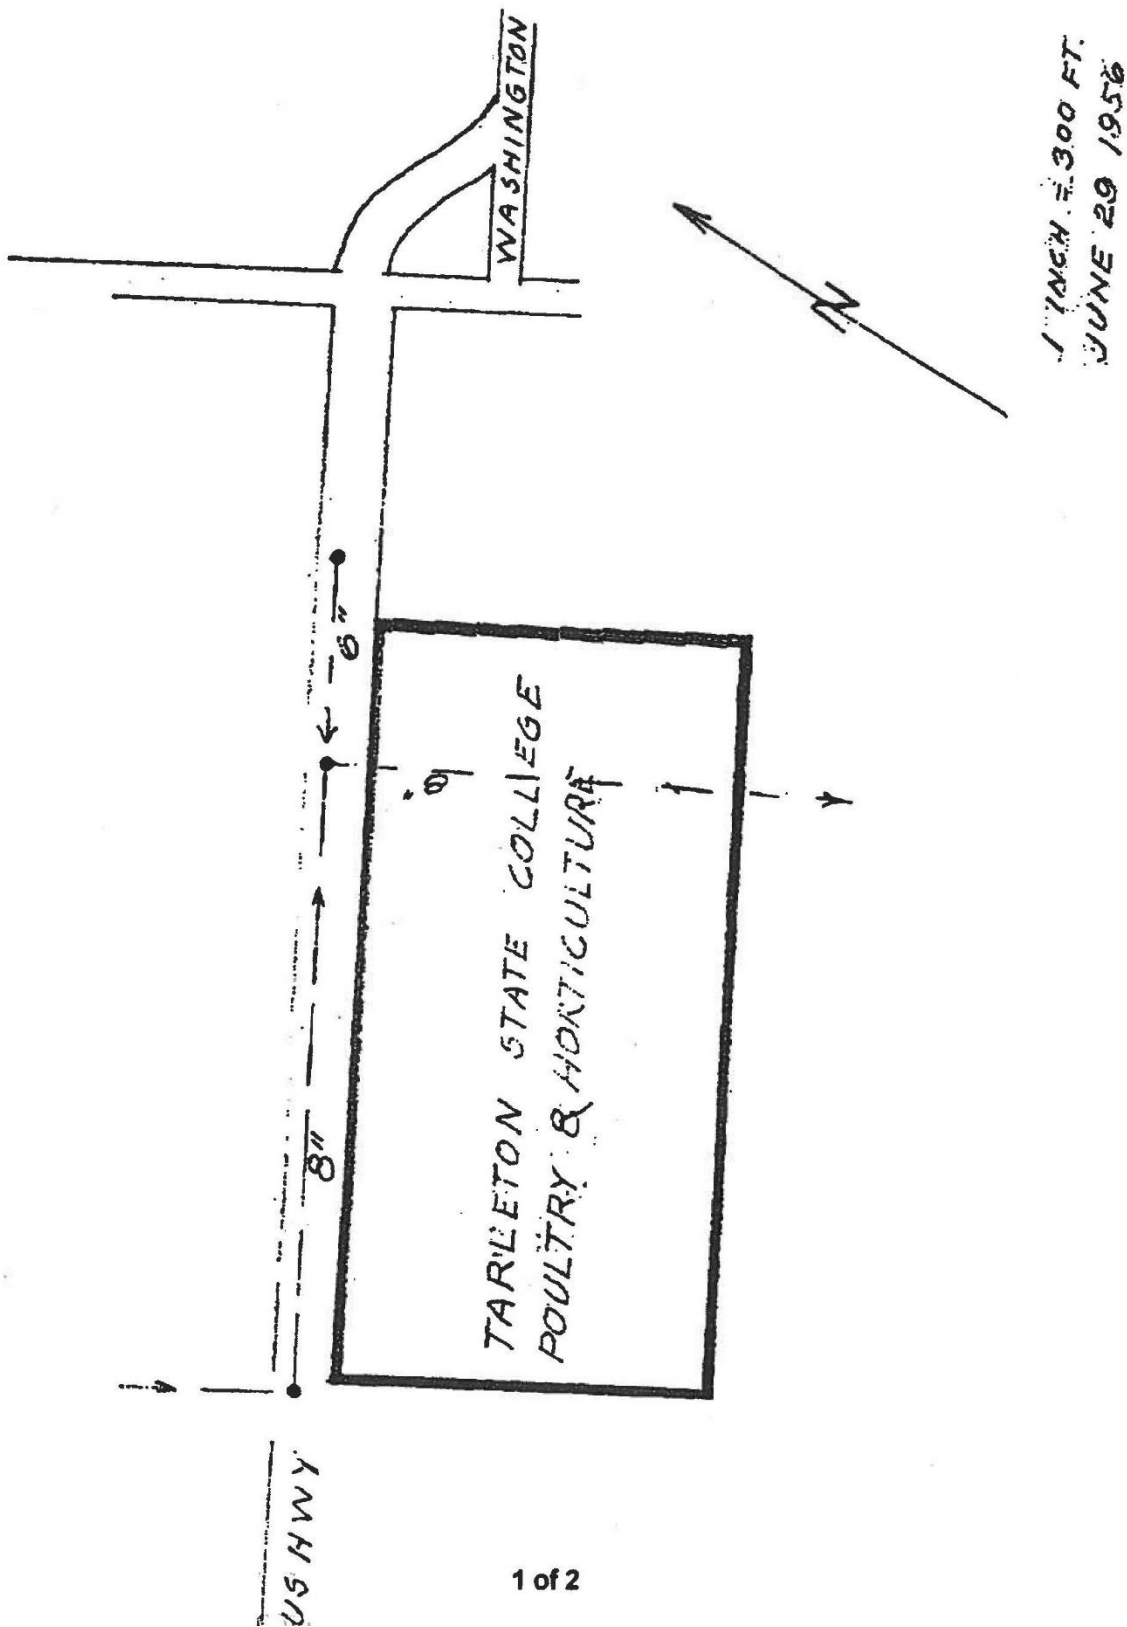 WASHINGTON
1 INCH = 300 FT.
JUNE 29 1956
6"
8"
TARLETON STATE COLLEGE
POULTRY & HORTICULTURE
8"
N
US HWY
1 of 2